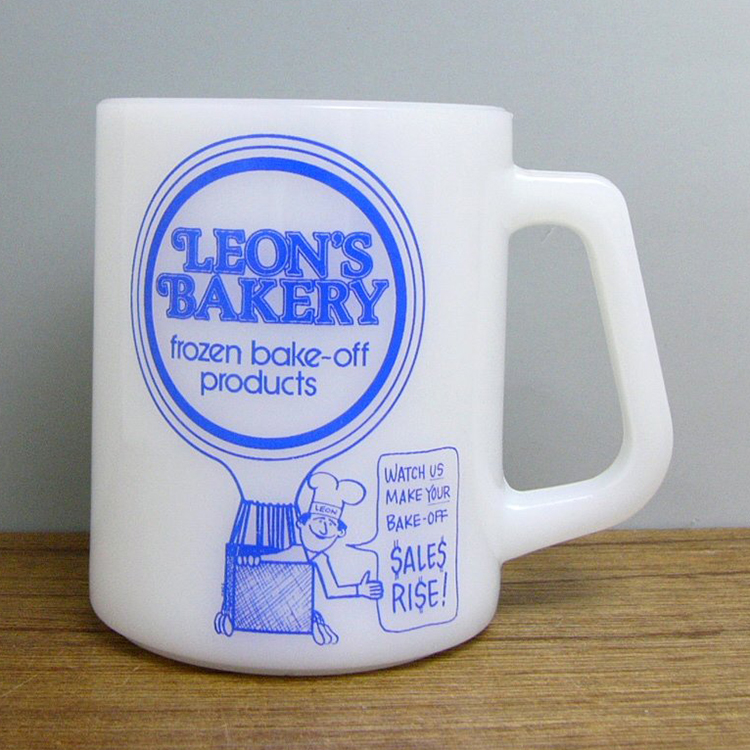 LEON'S
BAKERY
frozen bake-off
products
LEON
WATCH US
MAKE YOUR
BAKE-OFF
$ALE$
RI$E!